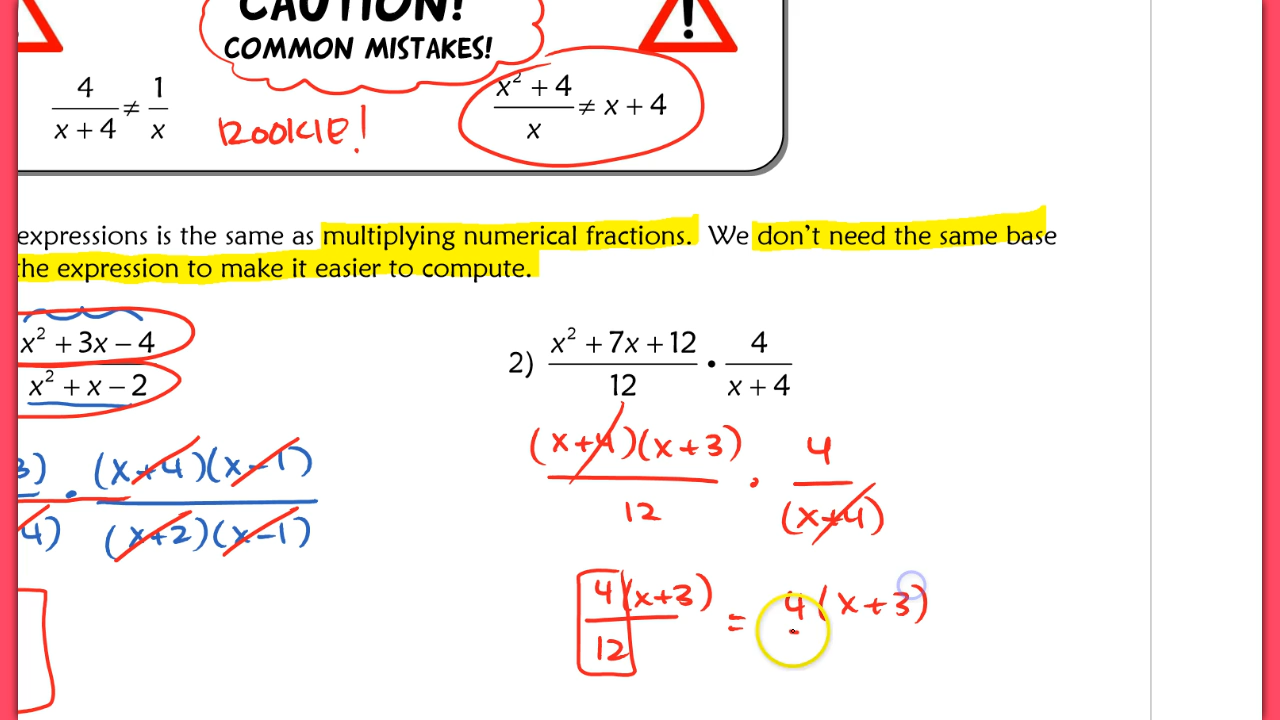 CAUTION!
COMMON MISTAKES!
4/(x + 4) ≠ 1/x
ROOKIE!
(x² + 4)/x ≠ x + 4
expressions is the same as multiplying numerical fractions. We don't need the same base
the expression to make it easier to compute.
x² + 3x – 4
x² + x – 2
2) (x² + 7x + 12)/12 • 4/(x + 4)
3) • (x+4)(x-1)
4) (x+2)(x-1)
(x+4)(x+3)/12 · 4/(x+4)
4(x+3)/12 = 4(x+3)